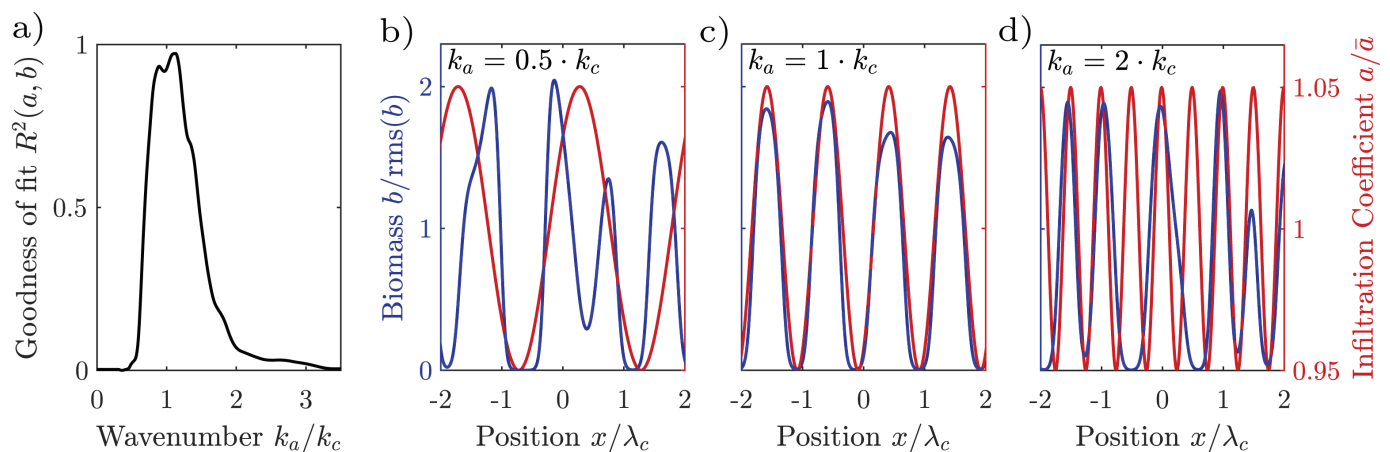 a)
Goodness of fit R²(a, b)
1
0.5
0
0 1 2 3
Wavenumber k_a/k_c
b)
k_a = 0.5 · k_c
Biomass b/rms(b)
2
1
0
-2 -1 0 1 2
Position x/λ_c
c)
k_a = 1 · k_c
-2 -1 0 1 2
Position x/λ_c
d)
k_a = 2 · k_c
-2 -1 0 1 2
Position x/λ_c
1.05
1
0.95
Infiltration Coefficient a/ā